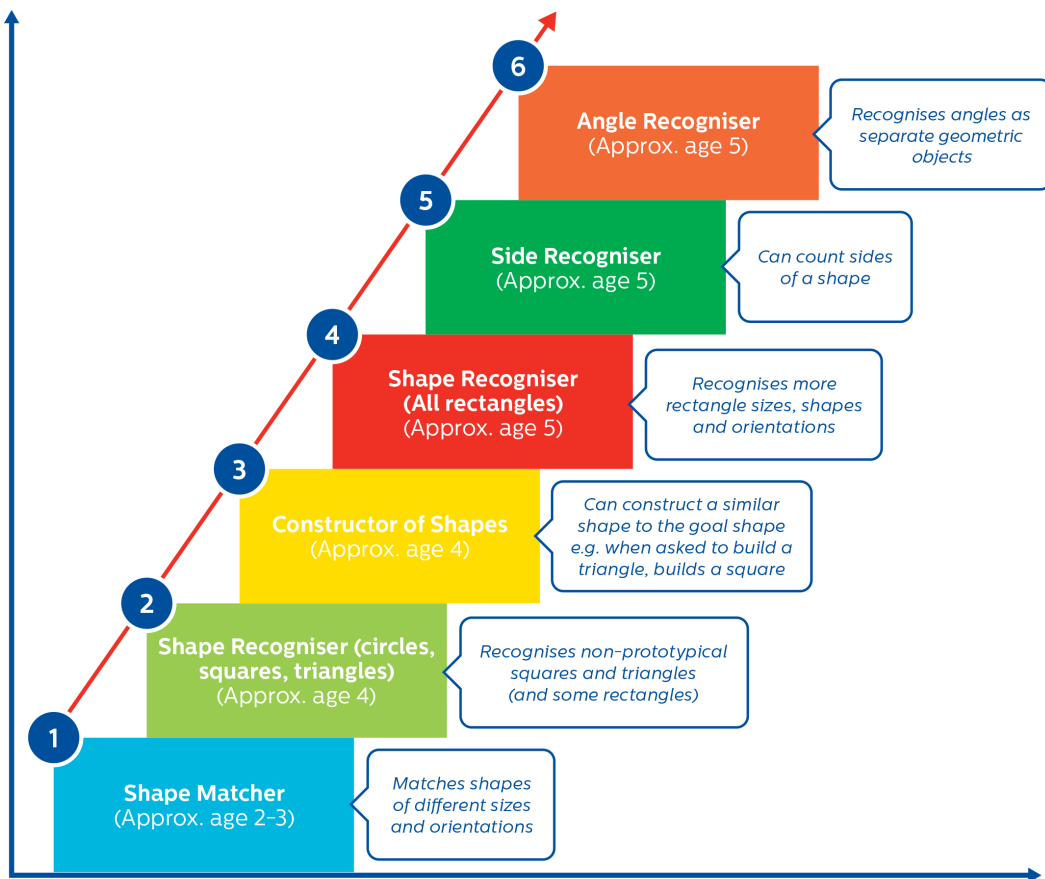 6
Angle Recogniser
(Approx. age 5)
Recognises angles as
separate geometric
objects
5
Side Recogniser
(Approx. age 5)
Can count sides
of a shape
4
Shape Recogniser
(All rectangles)
(Approx. age 5)
Recognises more
rectangle sizes, shapes
and orientations
3
Constructor of Shapes
(Approx. age 4)
Can construct a similar
shape to the goal shape
e.g. when asked to build a
triangle, builds a square
2
Shape Recogniser (circles,
squares, triangles)
(Approx. age 4)
Recognises non-prototypical
squares and triangles
(and some rectangles)
1
Shape Matcher
(Approx. age 2–3)
Matches shapes
of different sizes
and orientations